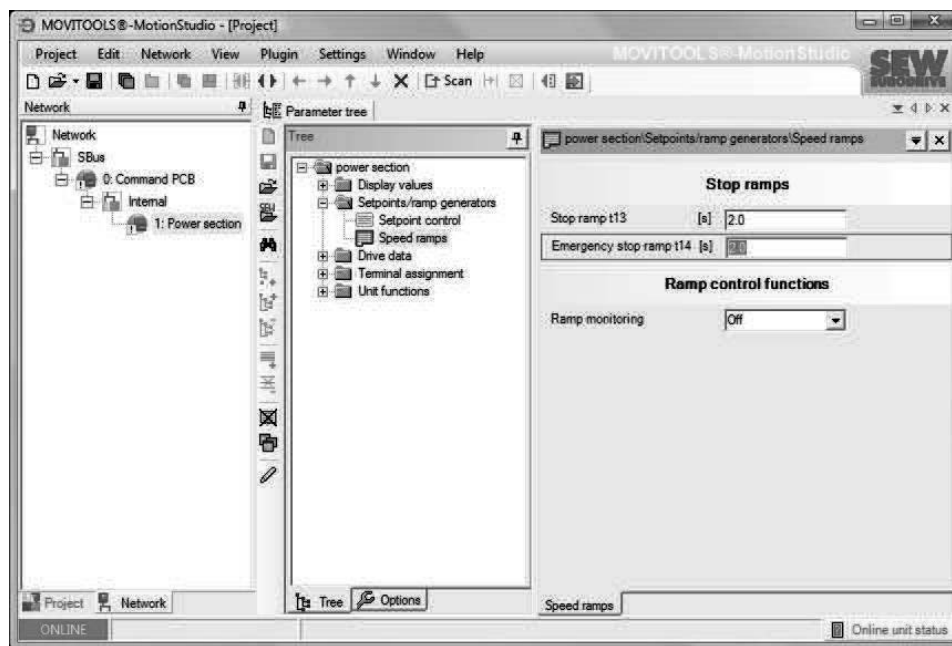 MOVITOOLS®-MotionStudio - [Project]
Project Edit Network View Plugin Settings Window Help
MOVITOOLS®-MotionStudio
SEW
EURODRIVE
Scan
Network
Parameter tree
Network
SBus
0: Command PCB
Internal
1: Power section
Tree
power section
Display values
Setpoints/ramp generators
Setpoint control
Speed ramps
Drive data
Terminal assignment
Unit functions
power section\Setpoints/ramp generators\Speed ramps
Stop ramps
Stop ramp t13 [s] 2.0
Emergency stop ramp t14 [s] 2.0
Ramp control functions
Ramp monitoring Off
Project Network
Tree Options
Speed ramps
ONLINE
Online unit status